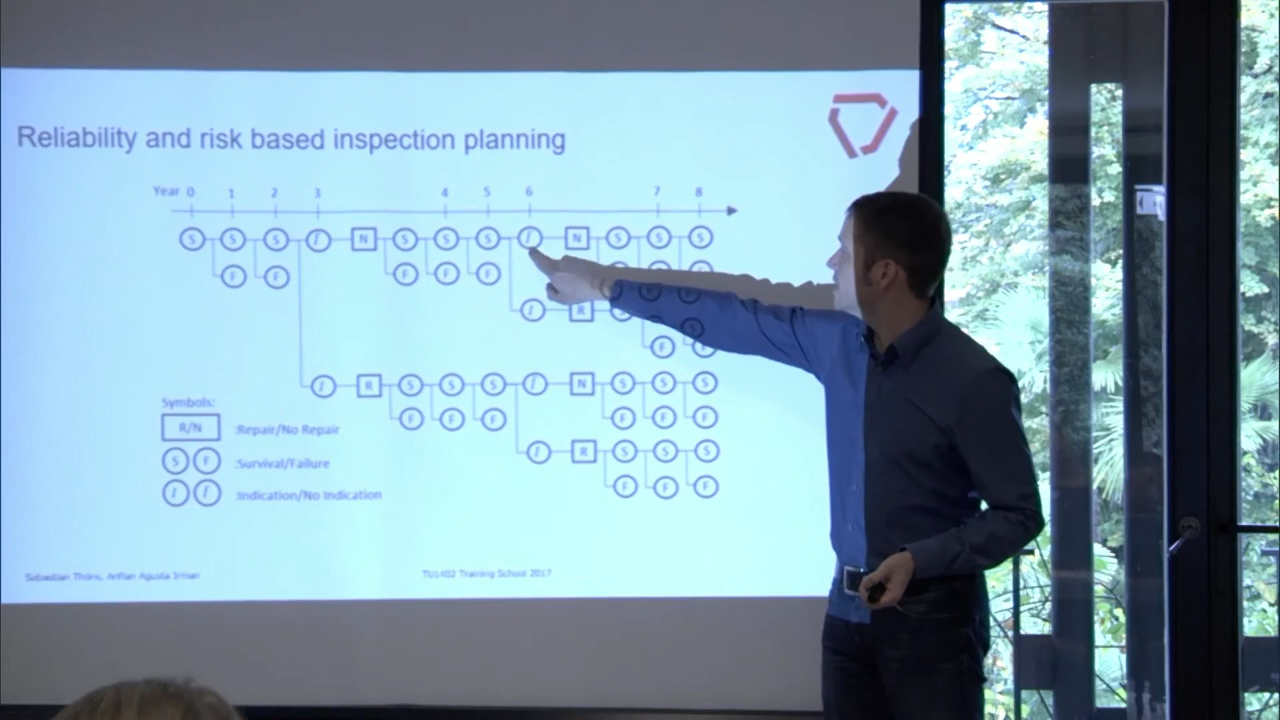 Reliability and risk based inspection planning
Year 0 1 2 3 4 5 6 7 8
S S S I N S S S I N S S S
F F F F F
I R
S
F F
I R S S S I N S S S
F F F F F F
I R S S S
F F F
Symbols:
R/N :Repair/No Repair
S F :Survival/Failure
I I :Indication/No Indication
Sebastian Thöns, Arifian Agusta Irman
TU1402 Training School 2017